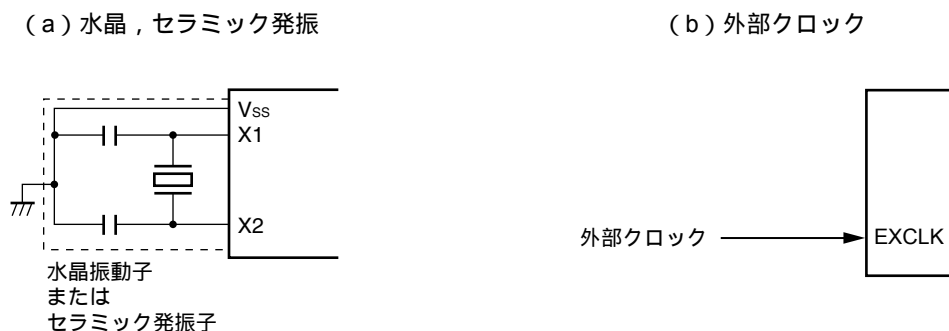 （a）水晶，セラミック発振
（b）外部クロック
VSS
X1
X2
水晶振動子
または
セラミック発振子
外部クロック
EXCLK